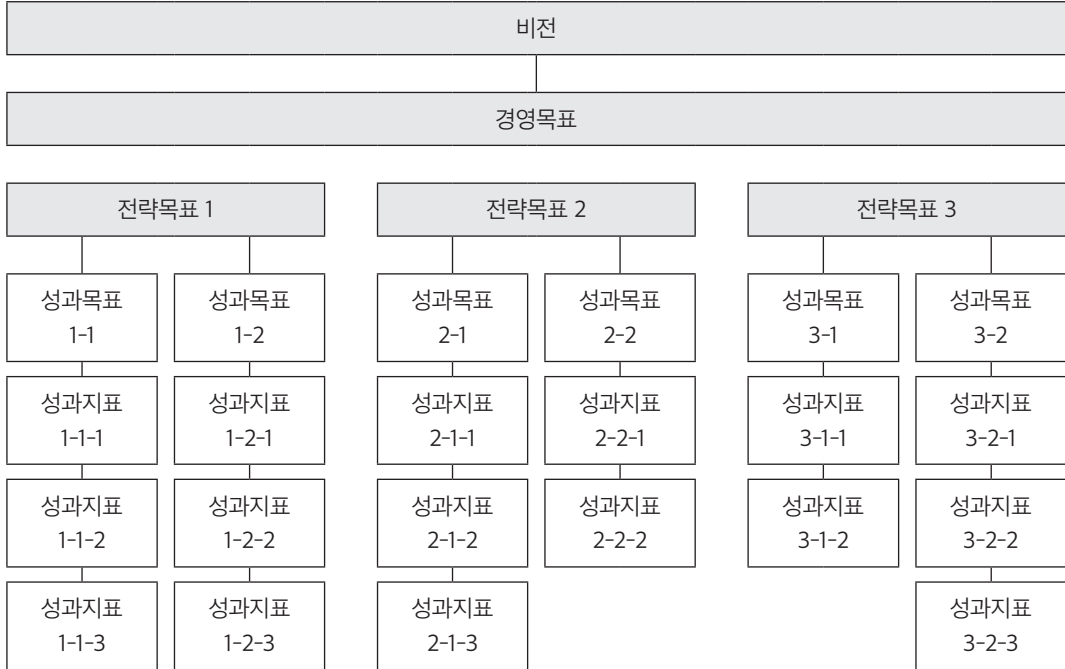 비전
경영목표
전략목표 1
전략목표 2
전략목표 3
성과목표
1-1
성과목표
1-2
성과목표
2-1
성과목표
2-2
성과목표
3-1
성과목표
3-2
성과지표
1-1-1
성과지표
1-2-1
성과지표
2-1-1
성과지표
2-2-1
성과지표
3-1-1
성과지표
3-2-1
성과지표
1-1-2
성과지표
1-2-2
성과지표
2-1-2
성과지표
2-2-2
성과지표
3-1-2
성과지표
3-2-2
성과지표
1-1-3
성과지표
1-2-3
성과지표
2-1-3
성과지표
3-2-3